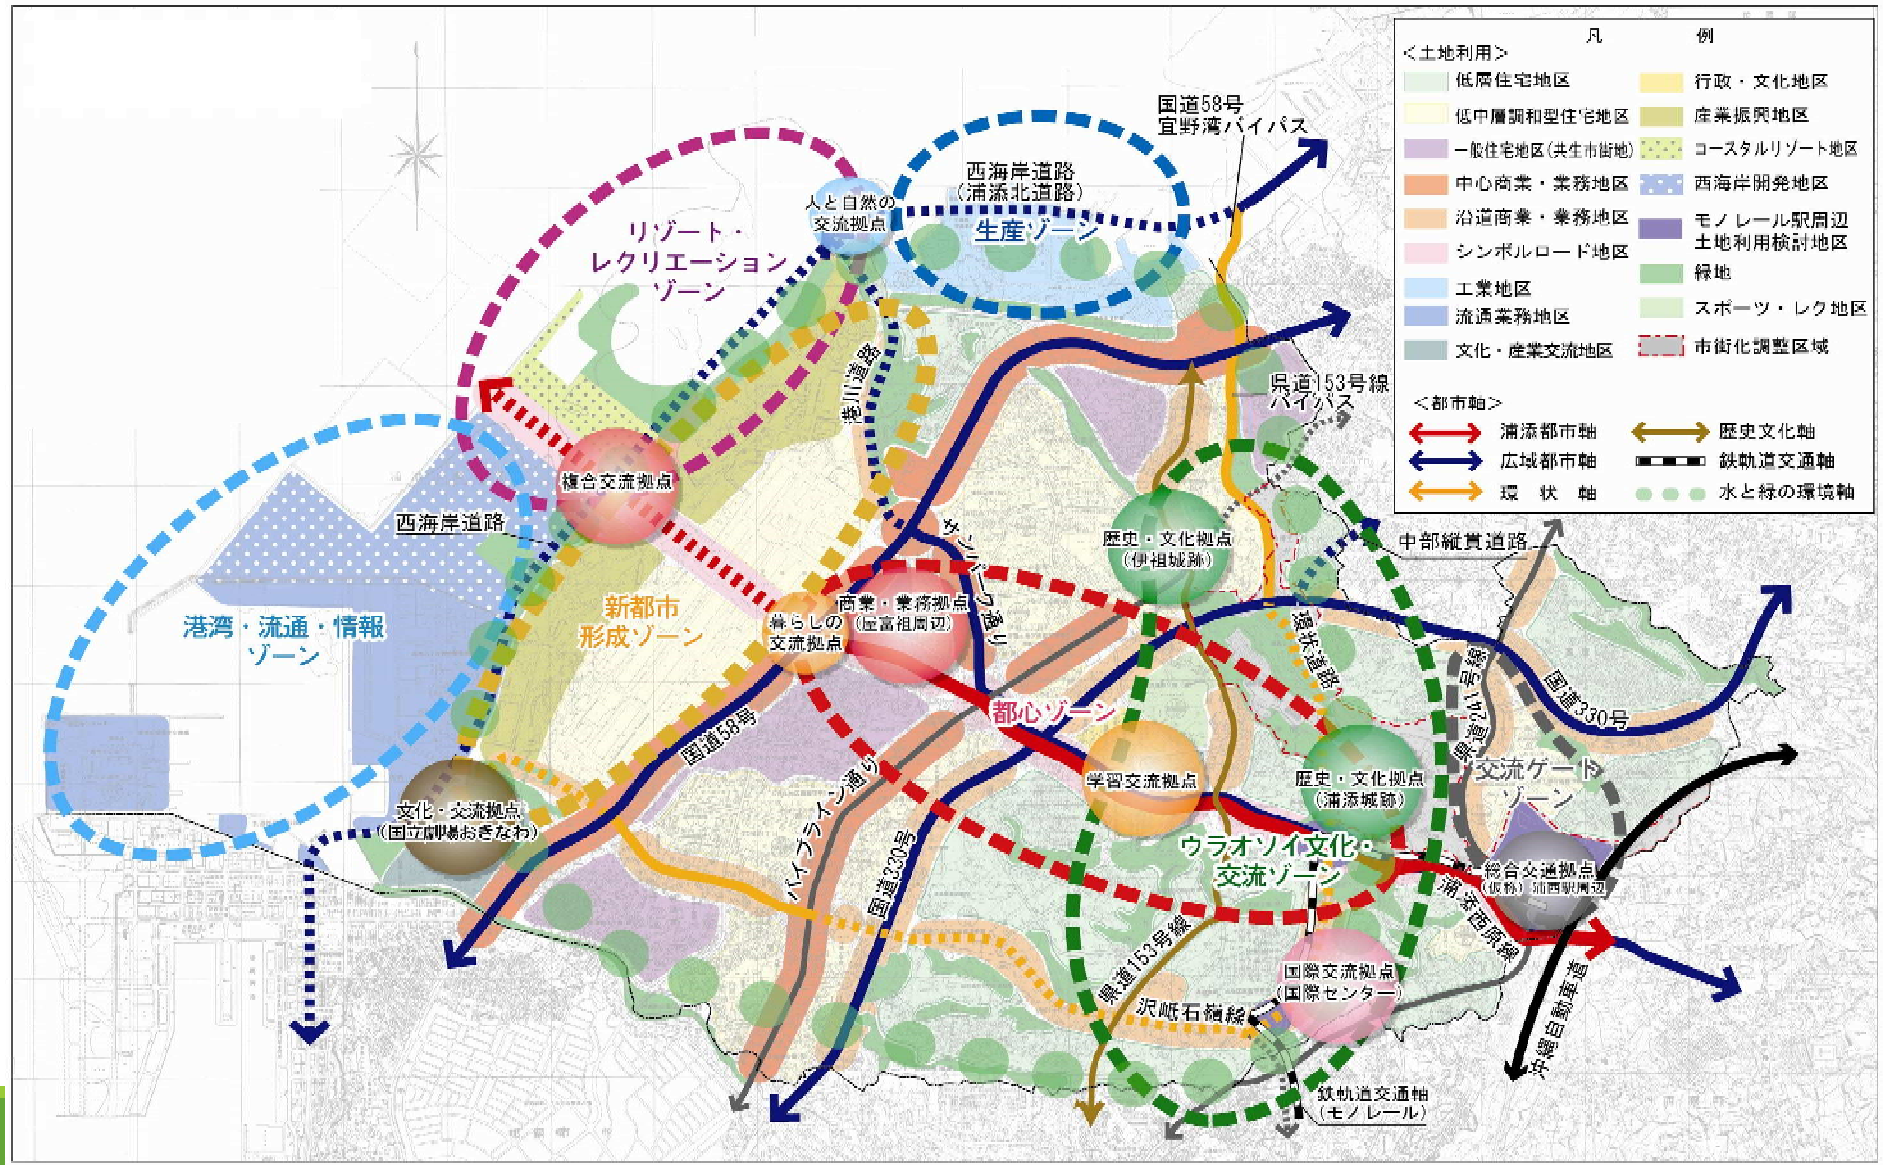 凡　例
＜土地利用＞
低層住宅地区
低中層調和型住宅地区
一般住宅地区(共生市街地)
中心商業・業務地区
沿道商業・業務地区
シンボルロード地区
工業地区
流通業務地区
文化・産業交流地区
行政・文化地区
産業振興地区
コースタルリゾート地区
西海岸開発地区
モノレール駅周辺
土地利用検討地区
緑地
スポーツ・レク地区
市街化調整区域
＜都市軸＞
浦添都市軸
広域都市軸
環　状　軸
歴史文化軸
鉄軌道交通軸
水と緑の環境軸
国道58号
宜野湾バイパス
西海岸道路
(浦添北道路)
生産ゾーン
人と自然の
交流拠点
リゾート・
レクリエーション
ゾーン
港川道路
県道153号線
バイパス
複合交流拠点
西海岸道路
サンパーク通り
歴史・文化拠点
(伊祖城跡)
中部縦貫道路
港湾・流通・情報
ゾーン
新都市
形成ゾーン
商業・業務拠点
(屋富祖周辺)
暮らしの
交流拠点
環状道路
県道241号線
国道330号
都心ゾーン
国道58号
パイプライン通り
学習交流拠点
歴史・文化拠点
(浦添城跡)
交流ゲート
ゾーン
文化・交流拠点
(国立劇場おきなわ)
国道330号
ウラオソイ文化・
交流ゾーン
総合交通拠点
(仮称)浦西駅周辺
浦添西原線
県道153号線
国際交流拠点
(国際センター)
沢岻石嶺線
沖縄自動車道
鉄軌道交通軸
(モノレール)